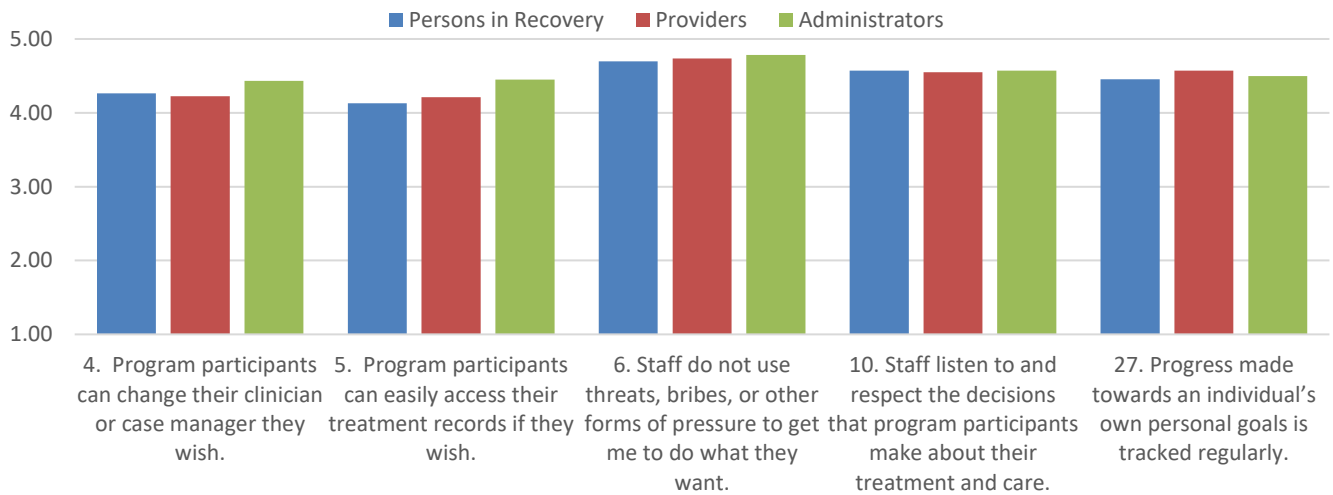 Persons in Recovery Providers Administrators
5.00
4.00
3.00
2.00
1.00
4. Program participants
can change their clinician
or case manager they
wish.
5. Program participants
can easily access their
treatment records if they
wish.
6. Staff do not use
threats, bribes, or other
forms of pressure to get
me to do what they
want.
10. Staff listen to and
respect the decisions
that program participants
make about their
treatment and care.
27. Progress made
towards an individual’s
own personal goals is
tracked regularly.